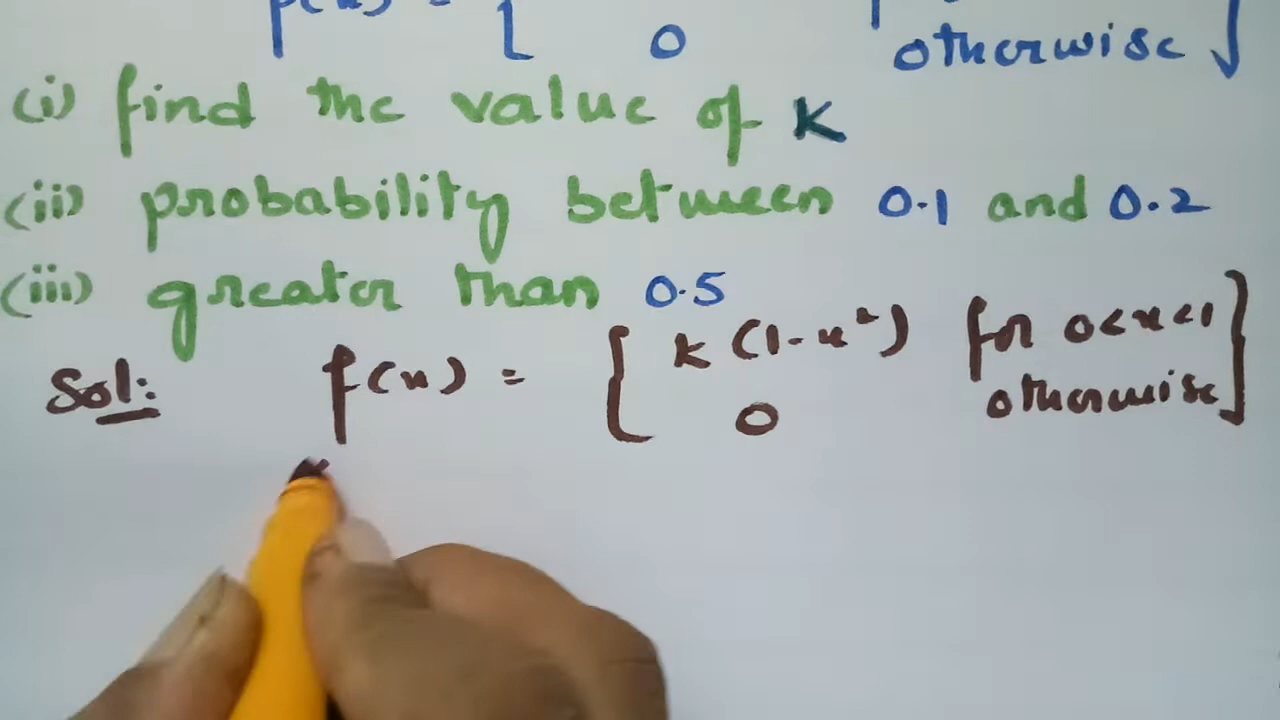 0
otherwise
(i) find the value of K
(ii) probability between 0.1 and 0.2
(iii) greater than 0.5
Sol: f(x) = { k (1-x²) for 0<x<1
0 otherwise }